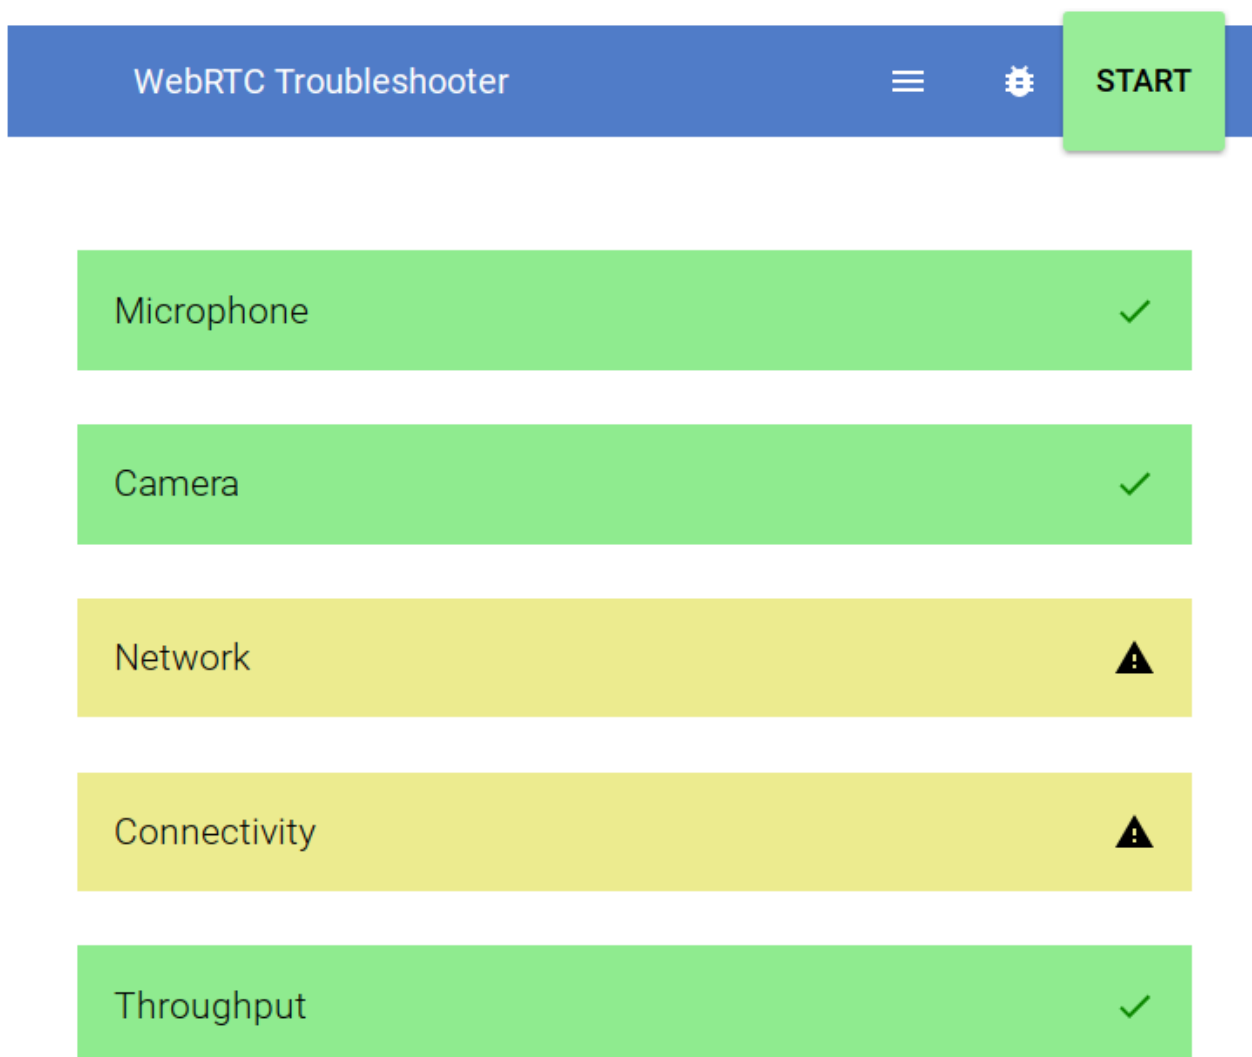 WebRTC Troubleshooter
START
Microphone
Camera
Network
Connectivity
Throughput